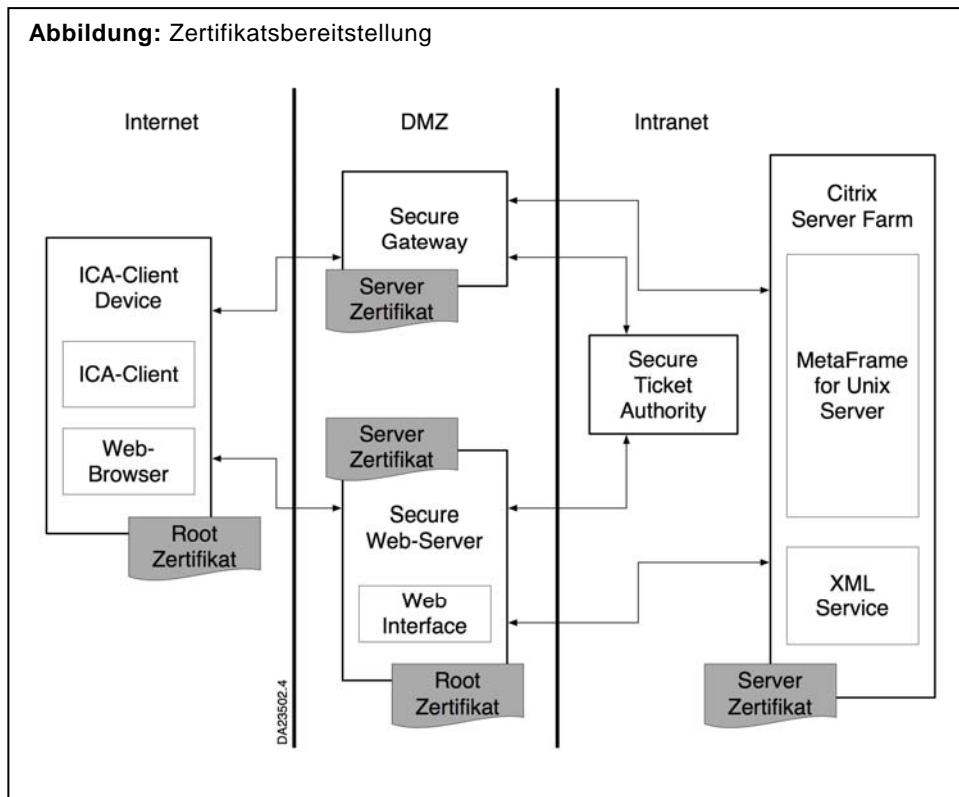 Abbildung: Zertifikatsbereitstellung
Internet
DMZ
Intranet
ICA-Client
Device
ICA-Client
Web-
Browser
Root
Zertifikat
Secure
Gateway
Server
Zertifikat
Server
Zertifikat
Secure
Web-Server
Web
Interface
Root
Zertifikat
Secure
Ticket
Authority
Citrix
Server Farm
MetaFrame
for Unix
Server
XML
Service
Server
Zertifikat
DA23502.4